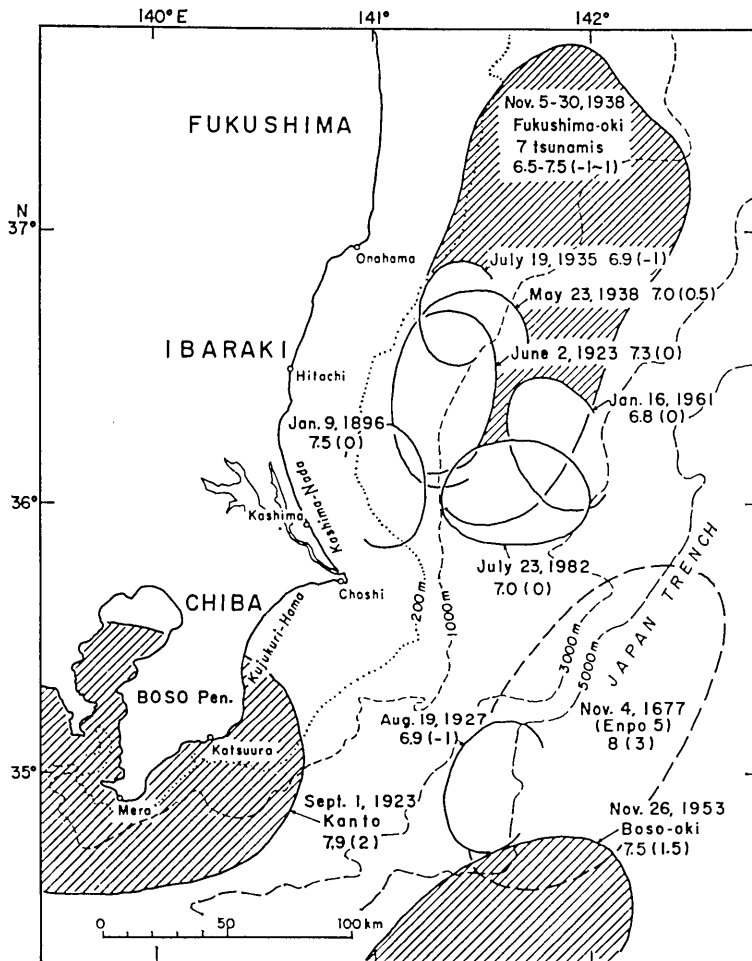 140° E
141°
142°
FUKUSHIMA
Nov. 5-30, 1938
Fukushima-oki
7 tsunamis
6.5-7.5 (-1~1)
N
37°
Onahama
July 19, 1935 6.9 (-1)
May 23, 1938 7.0 (0.5)
IBARAKI
June 2, 1923 7.3 (0)
Hitachi
Jan. 16, 1961
6.8 (0)
Jan. 9, 1896
7.5 (0)
36°
Kashima
Kashima-Nada
July 23, 1982
7.0 (0)
Choshi
CHIBA
Kujukuri-Hama
200m
1000m
3000m
5000m
JAPAN TRENCH
BOSO Pen.
Nov. 4, 1677
(Enpo 5)
8 (3)
Aug. 19, 1927
6.9 (-1)
Katsuura
35°
Mera
Sept. 1, 1923
Kanto
7.9 (2)
Nov. 26, 1953
Boso-oki
7.5 (1.5)
0 50 100 km